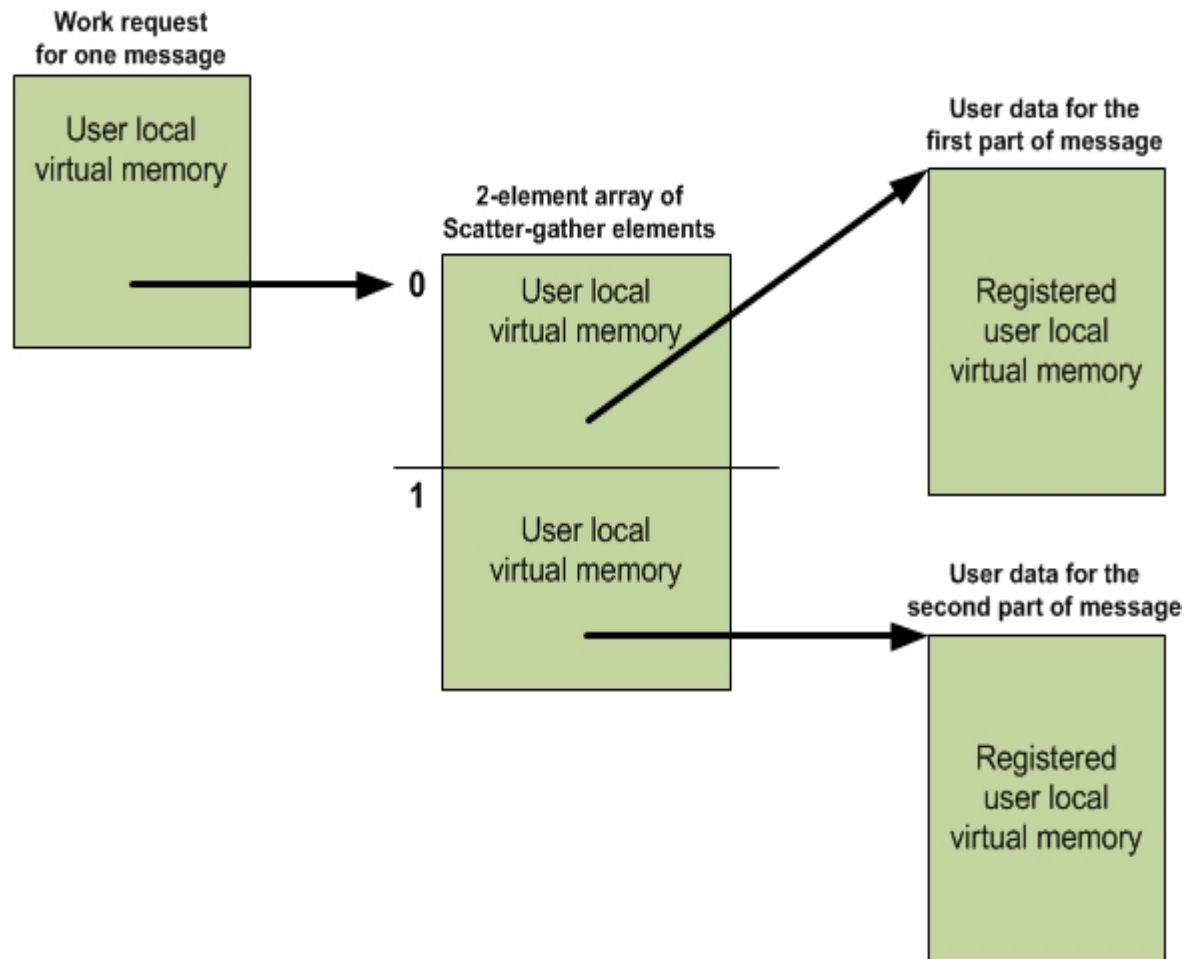 Work request
for one message
User local
virtual memory
2-element array of
Scatter-gather elements
0
User local
virtual memory
1
User local
virtual memory
User data for the
first part of message
Registered
user local
virtual memory
User data for the
second part of message
Registered
user local
virtual memory